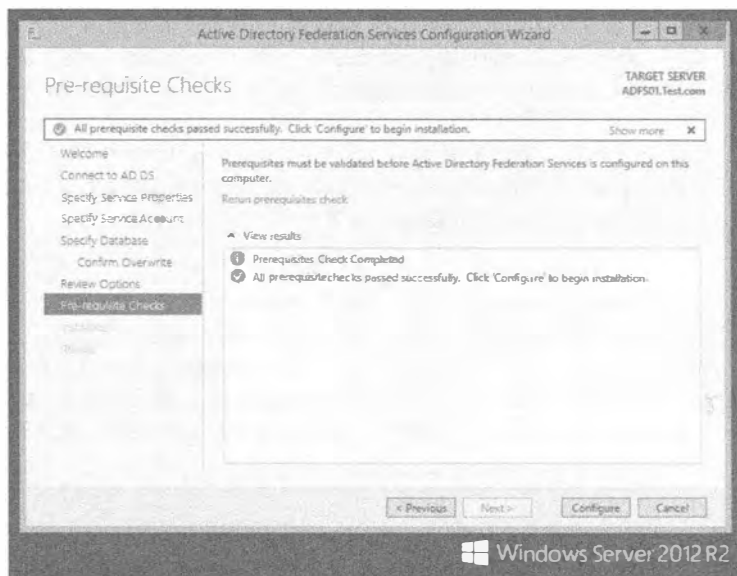 Active Directory Federation Services Configuration Wizard
Pre-requisite Checks
TARGET SERVER
ADFS01.Test.com
All prerequisite checks passed successfully. Click 'Configure' to begin installation.
Show more
Welcome
Connect to AD DS
Specify Service Properties
Specify Service Account
Specify Database
Confirm Overwrite
Review Options
Pre-requisite Checks
Prerequisites must be validated before Active Directory Federation Services is configured on this
computer.
Rerun prerequisites check
View results
Prerequisites Check Completed
All prerequisite checks passed successfully. Click 'Configure' to begin installation.
< Previous
Next >
Configure
Cancel
Windows Server 2012 R2